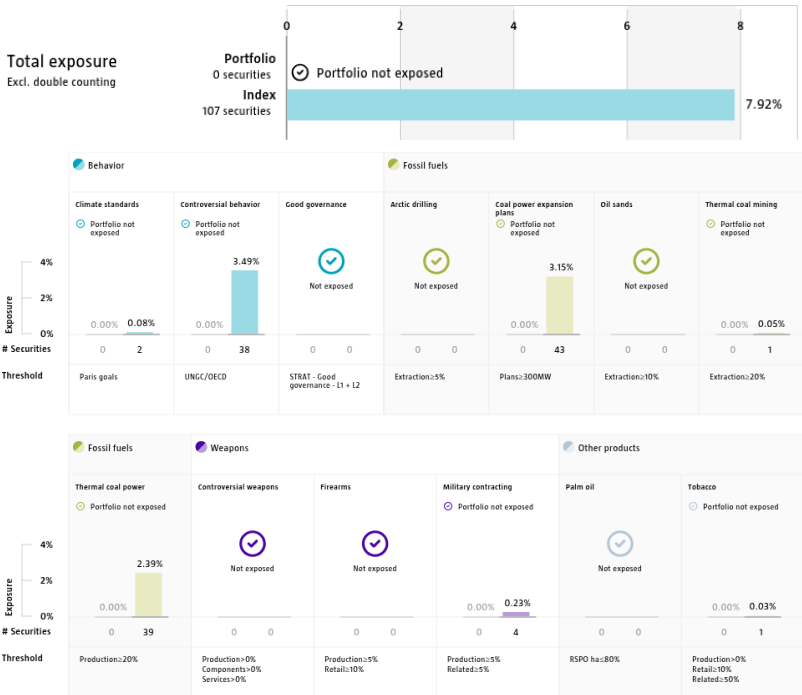 0 2 4 6 8
Total exposure
Excl. double counting
Portfolio
0 securities
Portfolio not exposed
Index
107 securities
7.92%
Behavior
Fossil fuels
Climate standards
Controversial behavior
Good governance
Arctic drilling
Coal power expansion
plans
Oil sands
Thermal coal mining
Portfolio not
exposed
Portfolio not
exposed
Not exposed
Not exposed
Portfolio not
exposed
Not exposed
Portfolio not
exposed
Exposure
4%
2%
0%
0.00% 0.08%
0.00% 3.49%
0.00% 3.15%
0.00% 0.05%
# Securities 0 2 0 38 0 0 0 0 0 43 0 0 0 1
Threshold
Paris goals
UNGC/OECD
STRAT - Good
governance - L1 + L2
Extraction≥5%
Plans≥300MW
Extraction≥10%
Extraction≥20%
Fossil fuels
Weapons
Other products
Thermal coal power
Controversial weapons
Firearms
Military contracting
Palm oil
Tobacco
Portfolio not exposed
Not exposed
Not exposed
Portfolio not exposed
Not exposed
Portfolio not exposed
Exposure
4%
2%
0%
0.00% 2.39%
0.00% 0.23%
0.00% 0.03%
# Securities 0 39 0 0 0 0 0 4 0 0 0 1
Threshold
Production≥20%
Production>0%
Components>0%
Services>0%
Production≥5%
Retail≥10%
Production≥5%
Related≥5%
RSPO ha≤80%
Production>0%
Retail≥10%
Related≥50%